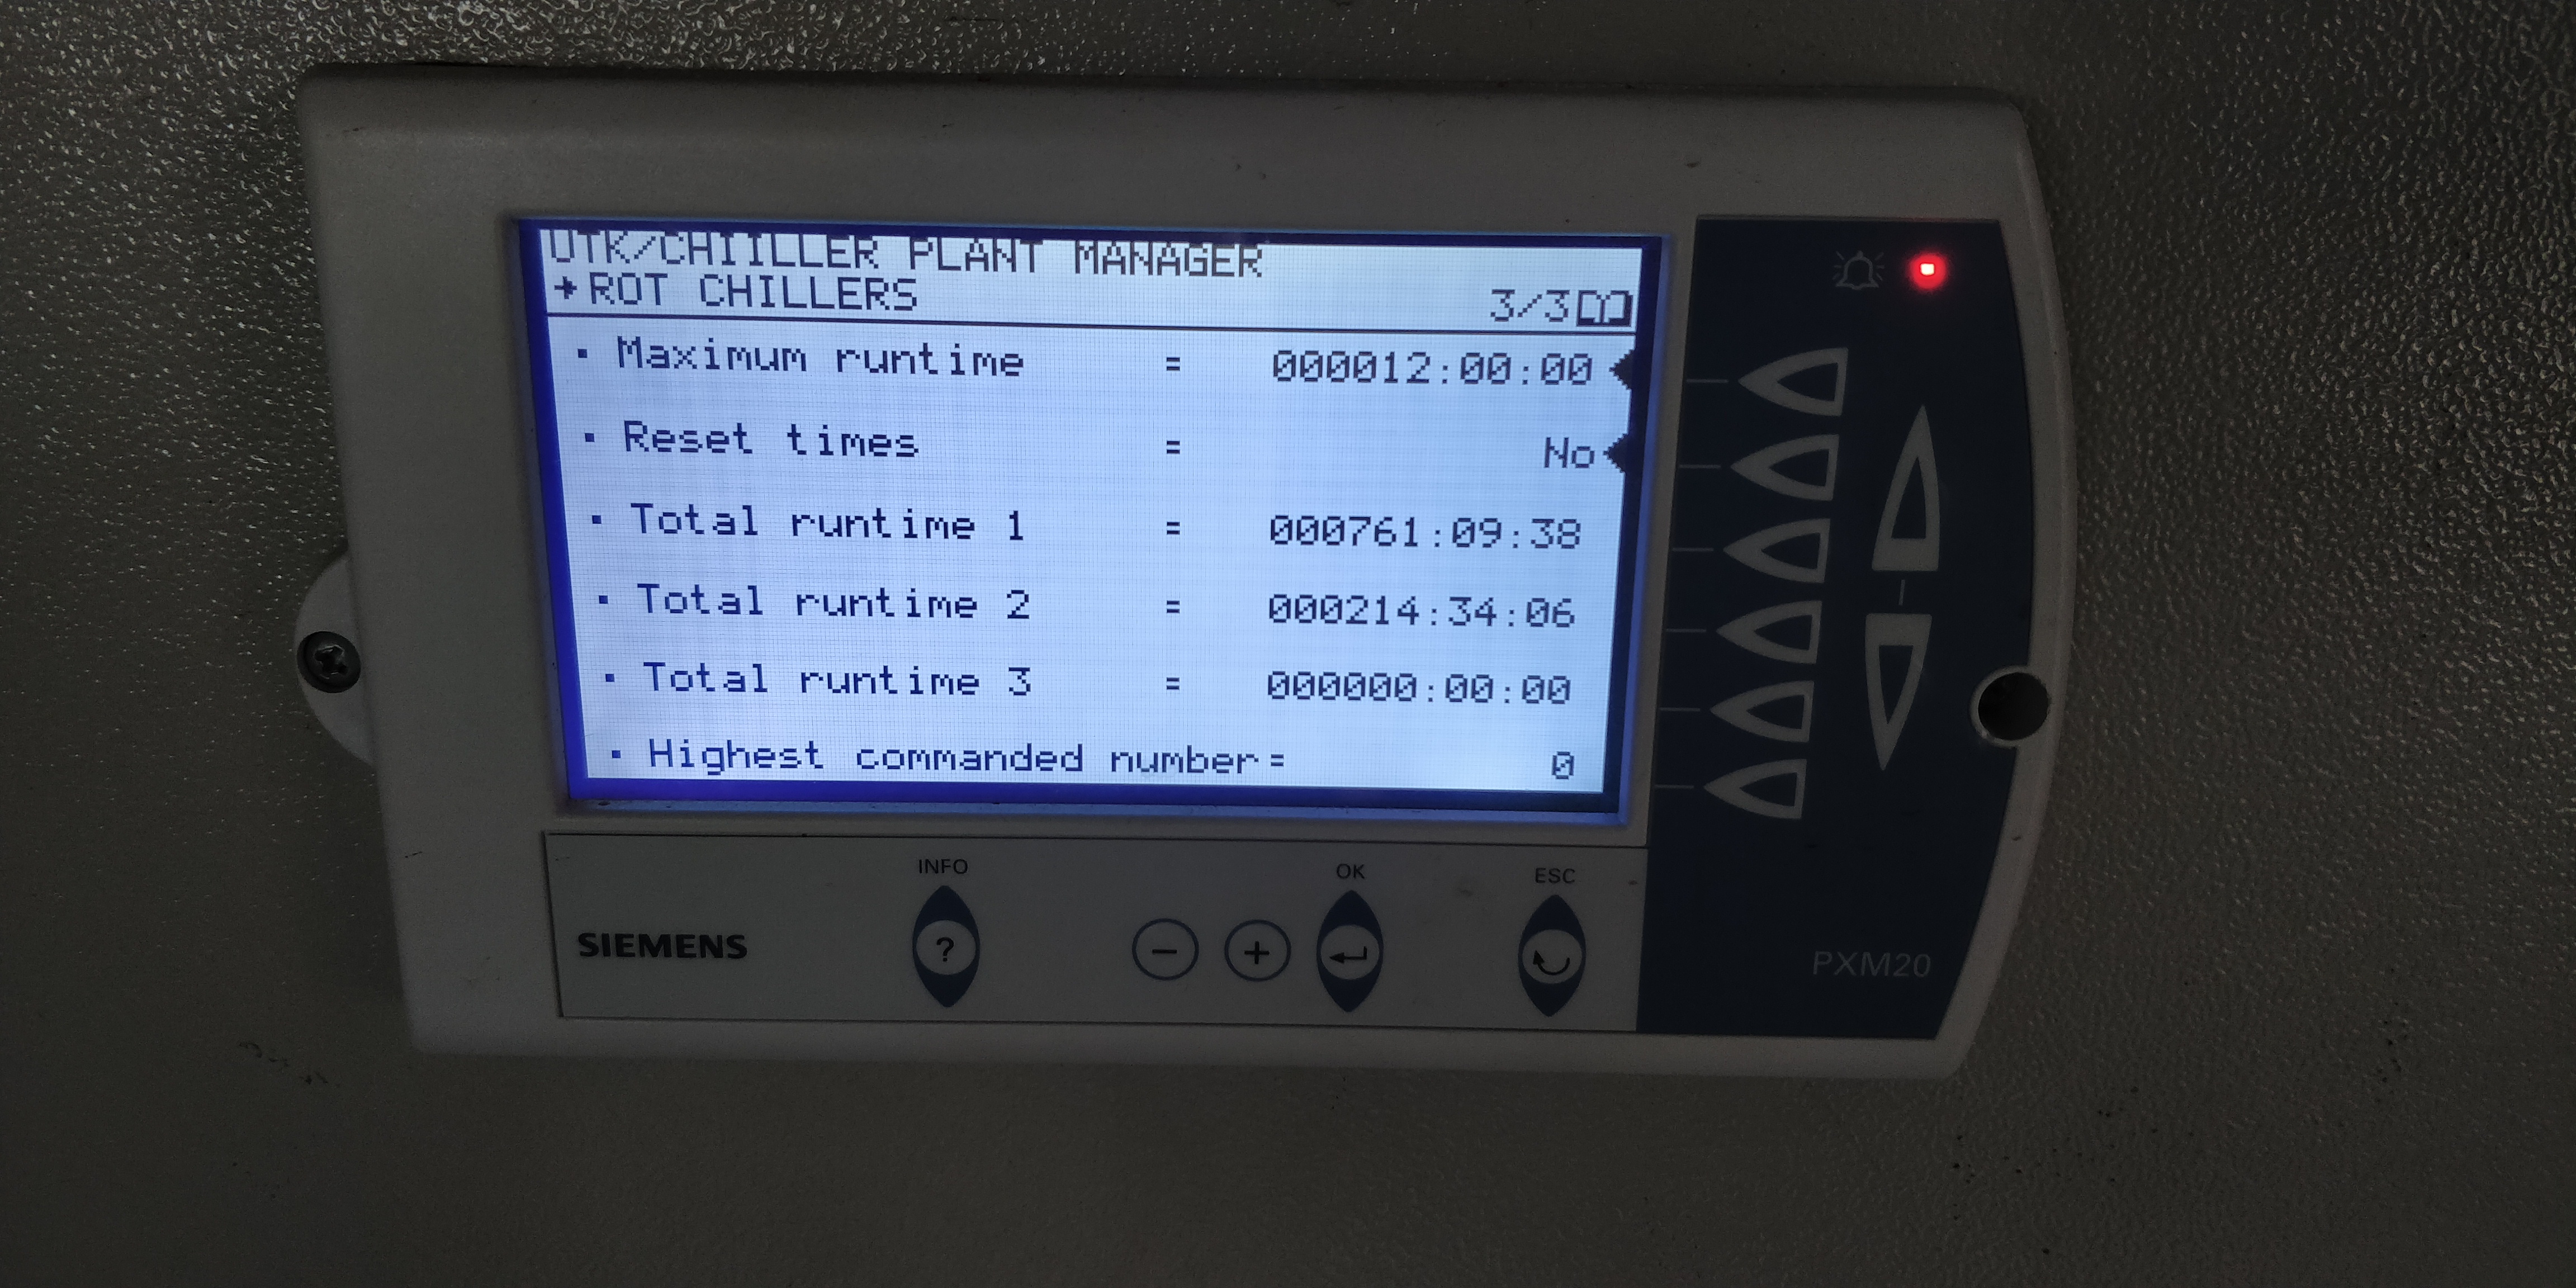 UTK/CHIILLER PLANT MANAGER
ROT CHILLERS 3/3
Maximum runtime = 000012:00:00
Reset times = No
Total runtime 1 = 000761:09:38
Total runtime 2 = 000214:34:06
Total runtime 3 = 000000:00:00
Highest commanded number= 0
INFO OK ESC
SIEMENS ? − +
PXM20